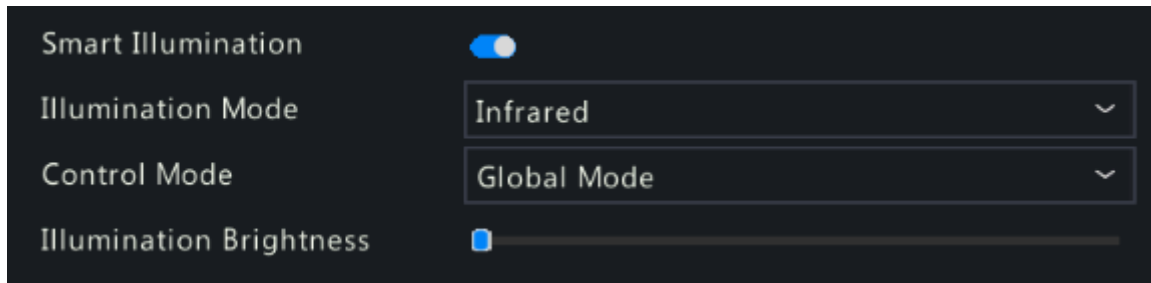 Smart Illumination
Illumination Mode Infrared
Control Mode Global Mode
Illumination Brightness